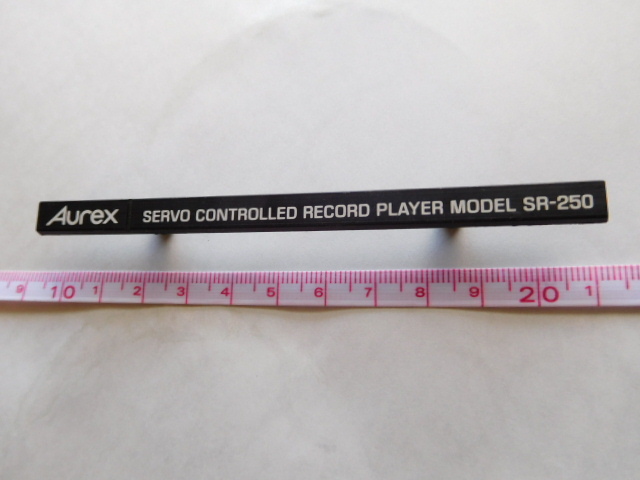 Aurex SERVO CONTROLLED RECORD PLAYER MODEL SR-250
9 10 1 2 3 4 5 6 7 8 9 20 1